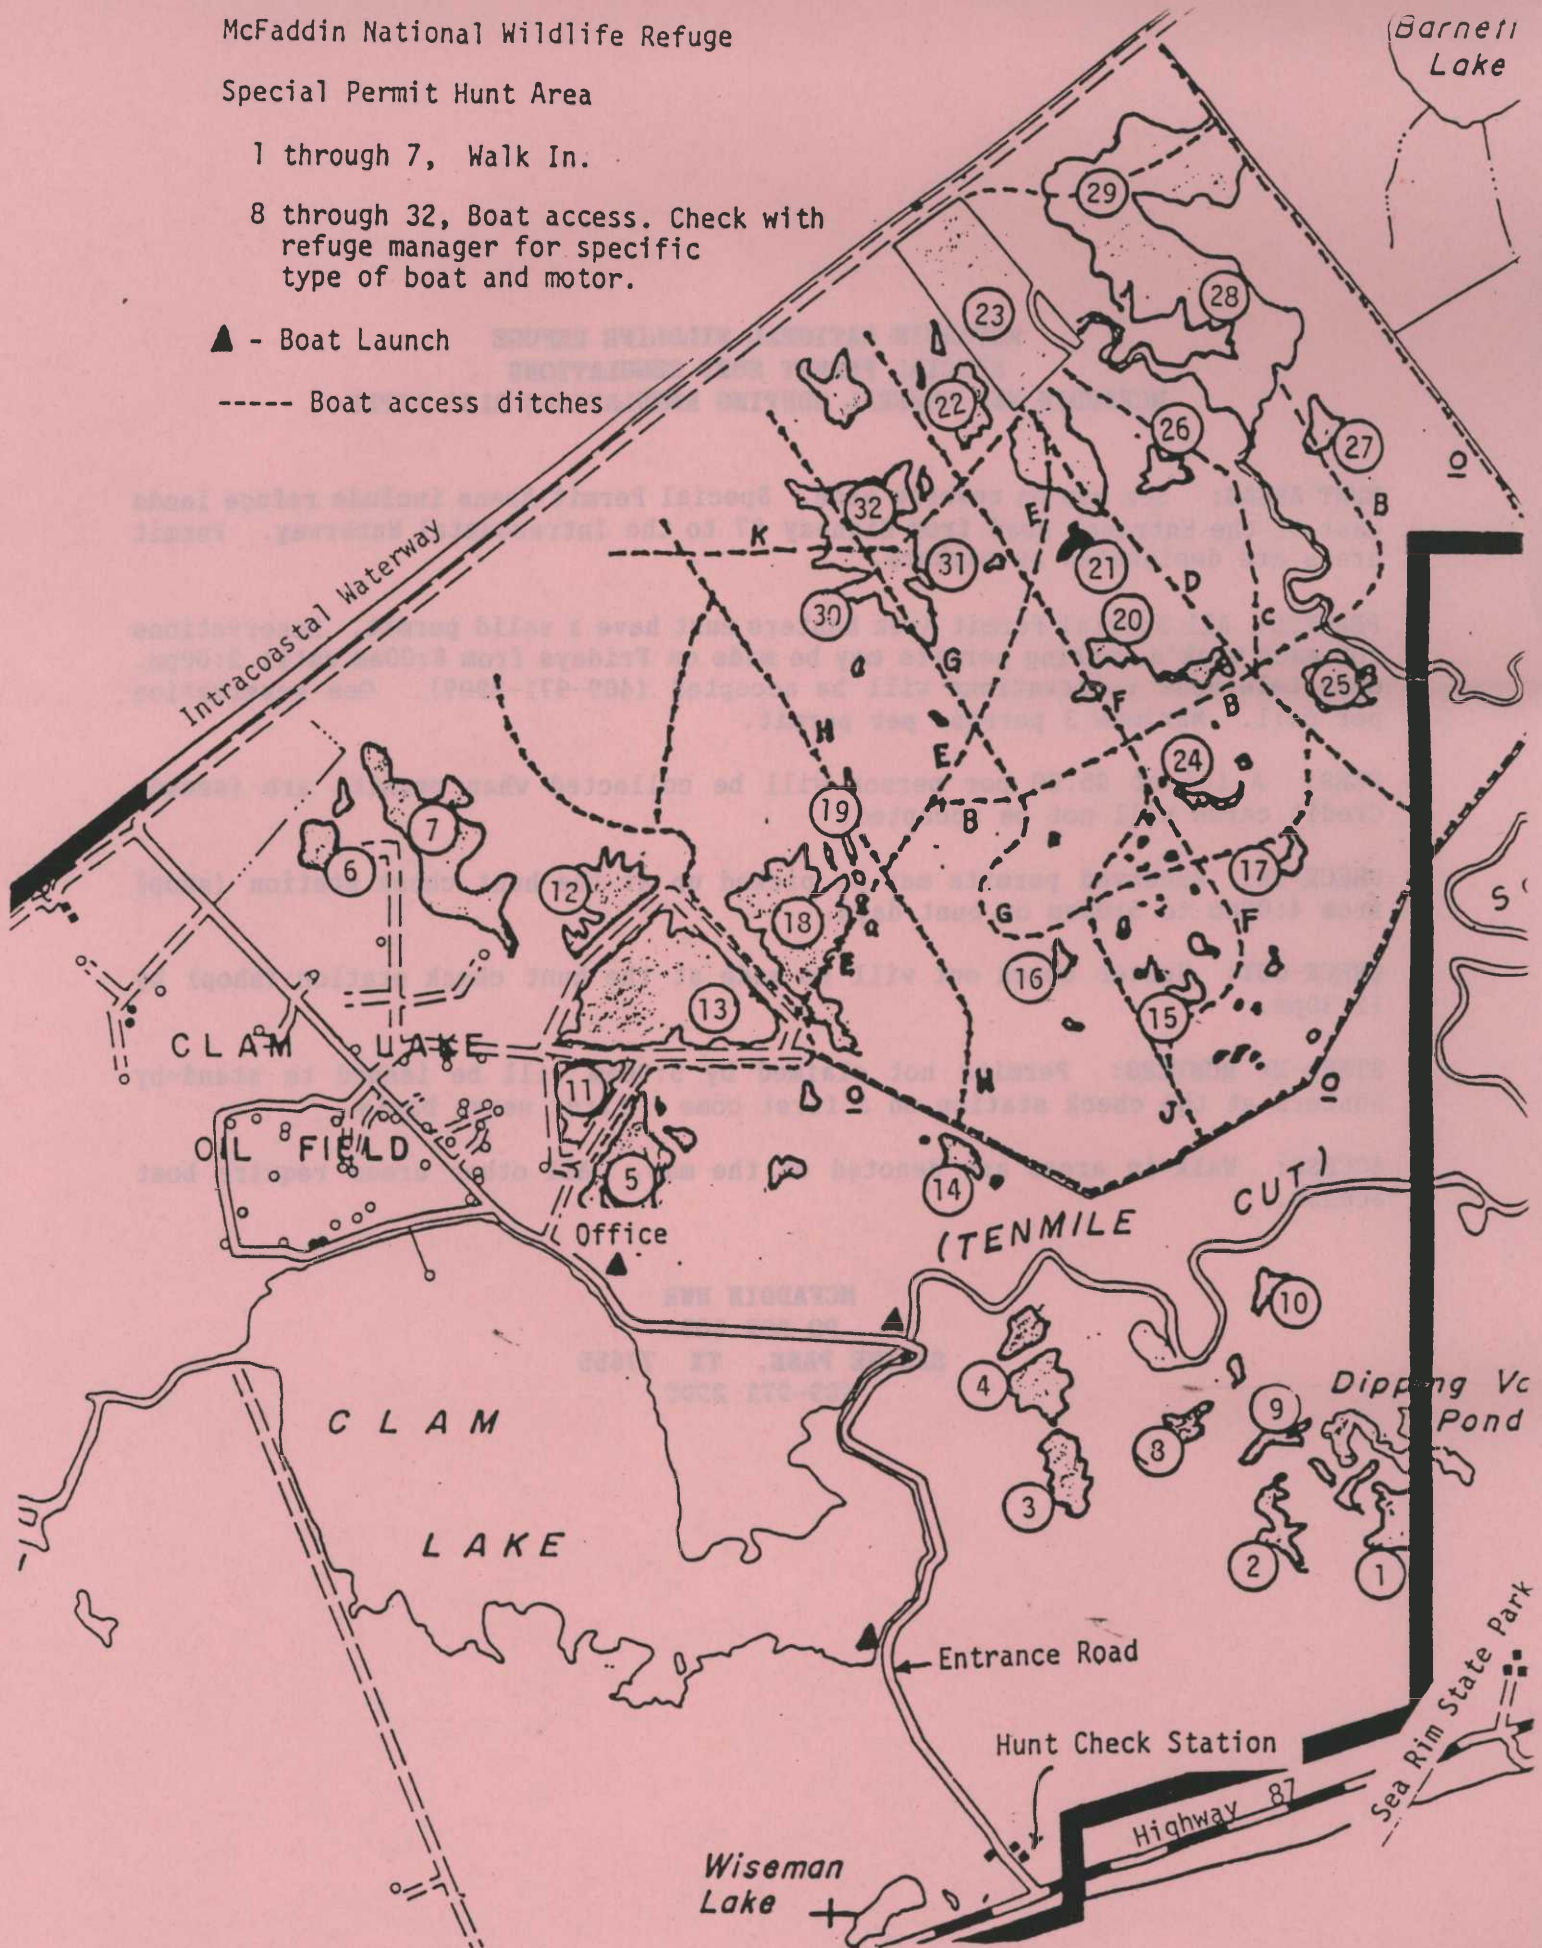 McFaddin National Wildlife Refuge
Special Permit Hunt Area
1 through 7, Walk In.
8 through 32, Boat access. Check with
refuge manager for specific
type of boat and motor.
▲ - Boat Launch
----- Boat access ditches
Barnett
Lake
29
28
23
22
26
27
O
B
32
E
K
31
21
D
30
20
C
G
25
F
B
Intracoastal Waterway
H
E
24
19
B
7
6
17
12
G
F
18
E
16
S
13
15
CLAM LAKE
11
O
H
J
O
OIL FIELD
5
14
Office
(TENMILE CUT)
10
4
Dipping Va
Pond
9
8
CLAM
LAKE
3
2
1
Entrance Road
Hunt Check Station
Highway 87
Sea Rim State Park
Wiseman
Lake